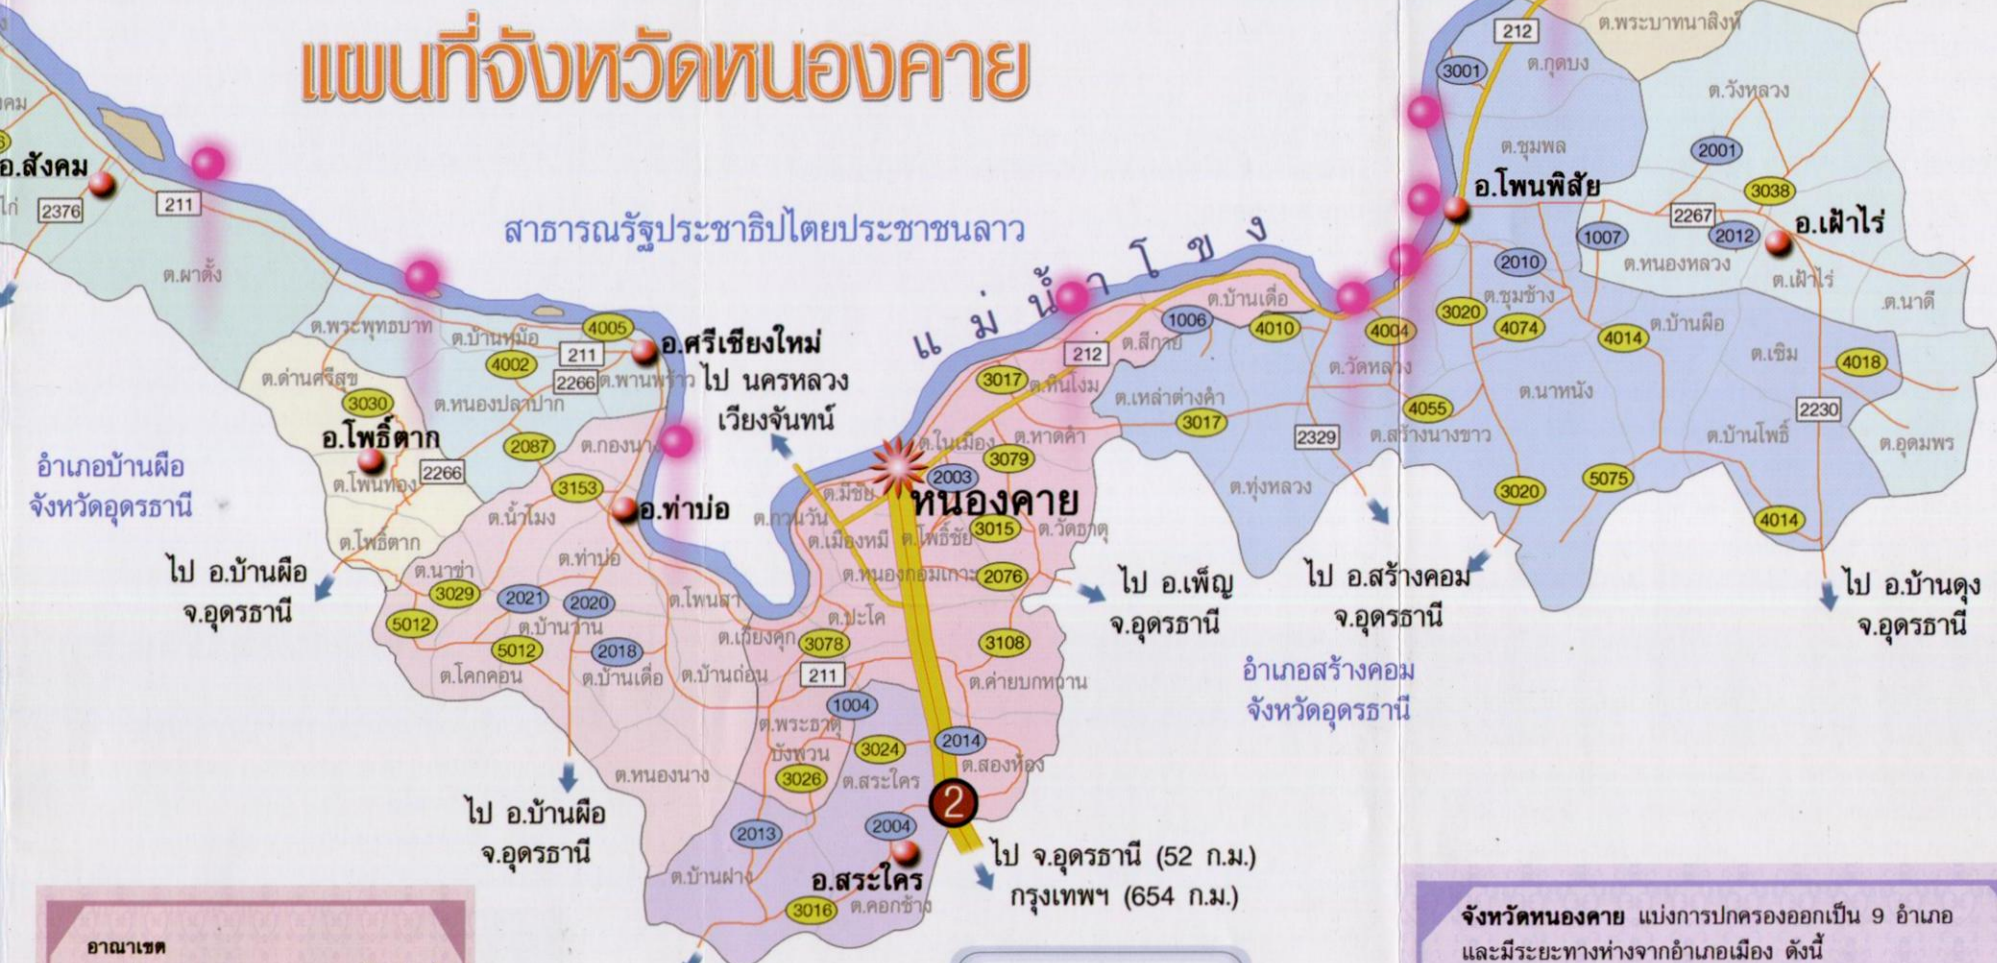 แผนที่จังหวัดหนองคาย
สาธารณรัฐประชาธิปไตยประชาชนลาว
แม่น้ำโขง
อ.สังคม
2376
211
ต.ผาตั้ง
ต.พระพุทธบาท
ต.บ้านหม้อ
4005
211
4002
2266
ต.พานพร้าว
อ.ศรีเชียงใหม่
ต.ด่านศรีสุข
3030
ต.หนองปลาปาก
อ.โพธิ์ตาก
2266
2087
ต.กองนาง
ต.โพนทอง
3153
ต.น้ำโมง
อ.ท่าบ่อ
ต.โพธิ์ตาก
ต.ท่าบ่อ
ต.นาข่า
3029
2021
2020
ต.โพนสา
5012
ต.บ้านว่าน
5012
2018
ต.โคกคอน
ต.บ้านเดื่อ
ต.บ้านถ่อน
ต.หนองนาง
อำเภอบ้านผือ
จังหวัดอุดรธานี
ไป อ.บ้านผือ
จ.อุดรธานี
ไป อ.บ้านผือ
จ.อุดรธานี
ไป นครหลวง
เวียงจันทน์
212
3017
ต.หินโงม
ต.สีกาย
1006
ต.บ้านเดื่อ
4010
ต.ในเมือง
ต.หาดคำ
3079
2003
หนองคาย
ต.มีชัย
ต.กวนวัน
ต.เมืองหมี
ต.โพธิ์ชัย
3015
ต.วัดธาตุ
ต.หนองกอมเกาะ
2076
ต.ปะโค
ต.เวียงคุก
3078
3108
211
ต.ค่ายบกหวาน
1004
ต.พระธาตุ
บังพวน
3024
2014
3026
ต.สระใคร
ต.สองห้อง
2
2013
2004
อ.สระใคร
ต.บ้านฝาง
3016
ต.คอกช้าง
ไป จ.อุดรธานี (52 ก.ม.)
กรุงเทพฯ (654 ก.ม.)
ไป อ.เพ็ญ
จ.อุดรธานี
212
3001
ต.กุดบง
ต.พระบาทนาสิงห์
ต.วังหลวง
ต.ชุมพล
2001
อ.โพนพิสัย
3038
2267
1007
2012
อ.เฝ้าไร่
ต.หนองหลวง
2010
ต.เฝ้าไร่
ต.นาดี
ต.ชุมช้าง
3020
4074
4004
4014
ต.บ้านผือ
ต.วัดหลวง
ต.เซิม
4018
ต.เหล่าต่างคำ
ต.นาหนัง
3017
4055
2230
2329
ต.สร้างนางขาว
ต.บ้านโพธิ์
ต.อุดมพร
ต.ทุ่งหลวง
3020
5075
4014
ไป อ.สร้างคอม
จ.อุดรธานี
ไป อ.บ้านดุง
จ.อุดรธานี
อำเภอสร้างคอม
จังหวัดอุดรธานี
อาณาเขต
จังหวัดหนองคาย แบ่งการปกครองออกเป็น 9 อำเภอ
และมีระยะทางห่างจากอำเภอเมือง ดังนี้